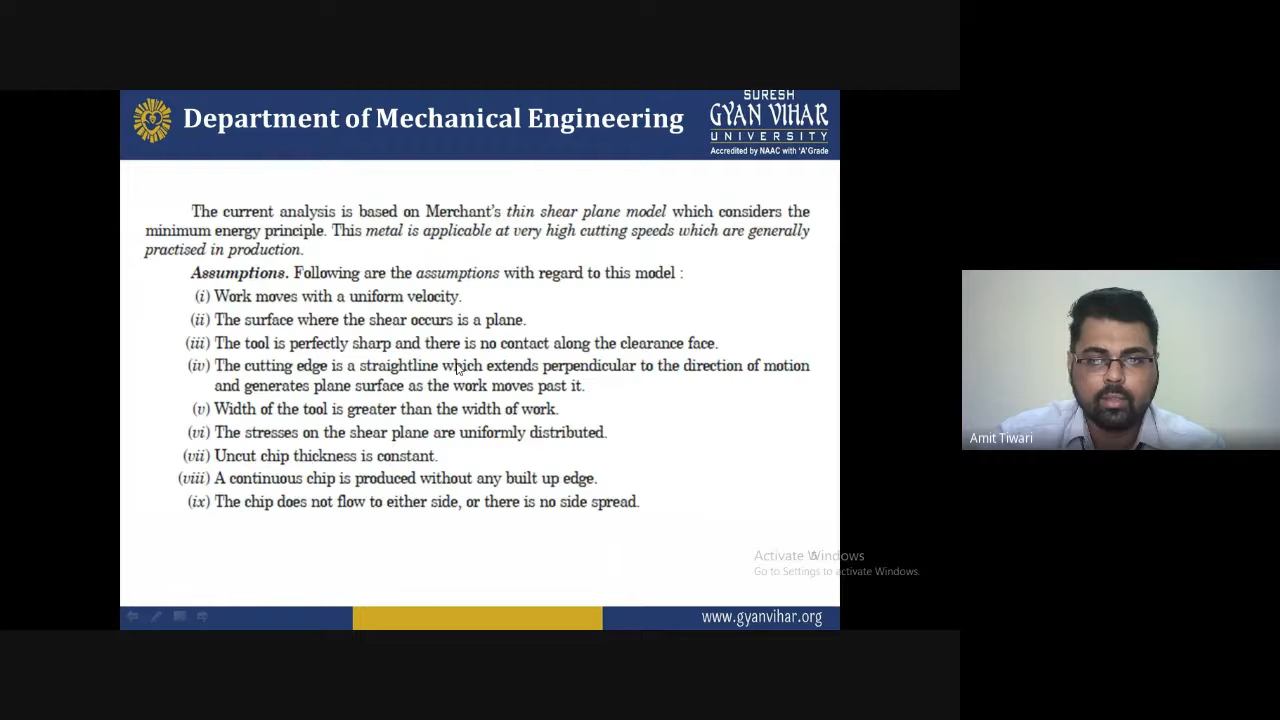 Department of Mechanical Engineering
SURESH
GYAN VIHAR
UNIVERSITY
Accredited by NAAC with 'A' Grade
The current analysis is based on Merchant's thin shear plane model which considers the
minimum energy principle. This metal is applicable at very high cutting speeds which are generally
practised in production.
Assumptions. Following are the assumptions with regard to this model :
(i) Work moves with a uniform velocity.
(ii) The surface where the shear occurs is a plane.
(iii) The tool is perfectly sharp and there is no contact along the clearance face.
(iv) The cutting edge is a straightline which extends perpendicular to the direction of motion
and generates plane surface as the work moves past it.
(v) Width of the tool is greater than the width of work.
(vi) The stresses on the shear plane are uniformly distributed.
(vii) Uncut chip thickness is constant.
(viii) A continuous chip is produced without any built up edge.
(ix) The chip does not flow to either side, or there is no side spread.
Amit Tiwari
Activate Windows
5
Go to Settings to activate Windows.
www.gyanvihar.org